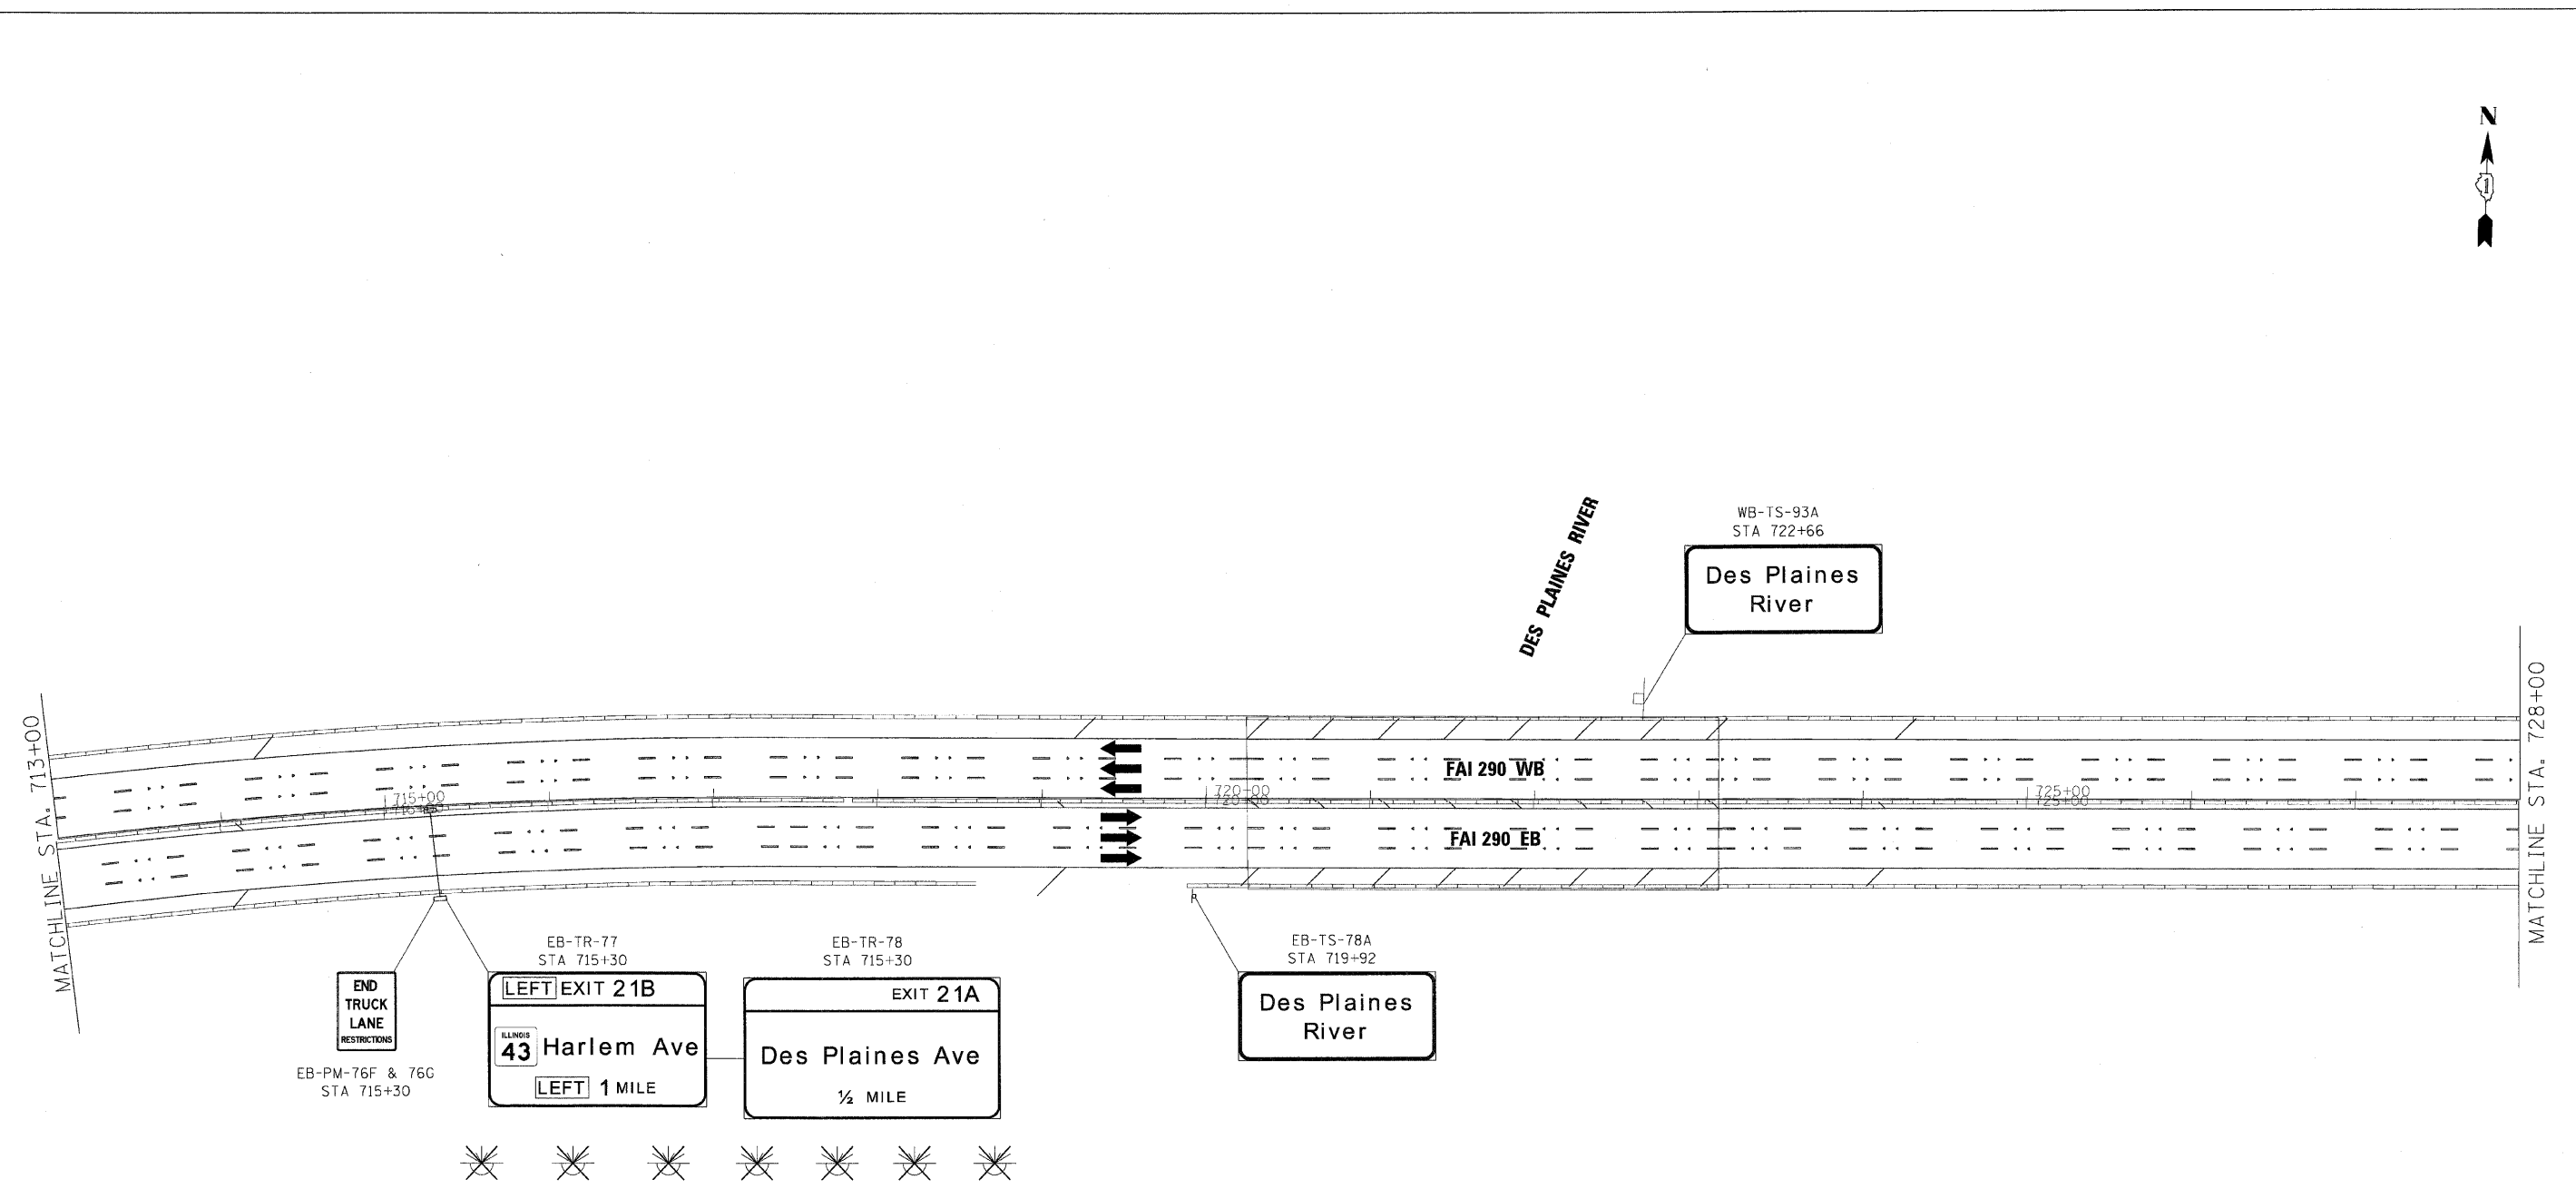 N
1
DES PLAINES RIVER
WB-TS-93A
STA 722+66
Des Plaines
River
MATCHLINE STA. 713+00
MATCHLINE STA. 728+00
FAI 290 WB
715+00
720+00
725+00
FAI 290 EB
EB-TR-77
STA 715+30
LEFT EXIT 21B
ILLINOIS
43 Harlem Ave
LEFT 1 MILE
EB-TR-78
STA 715+30
EXIT 21A
Des Plaines Ave
½ MILE
EB-TS-78A
STA 719+92
Des Plaines
River
END
TRUCK
LANE
RESTRICTIONS
EB-PM-76F & 76G
STA 715+30